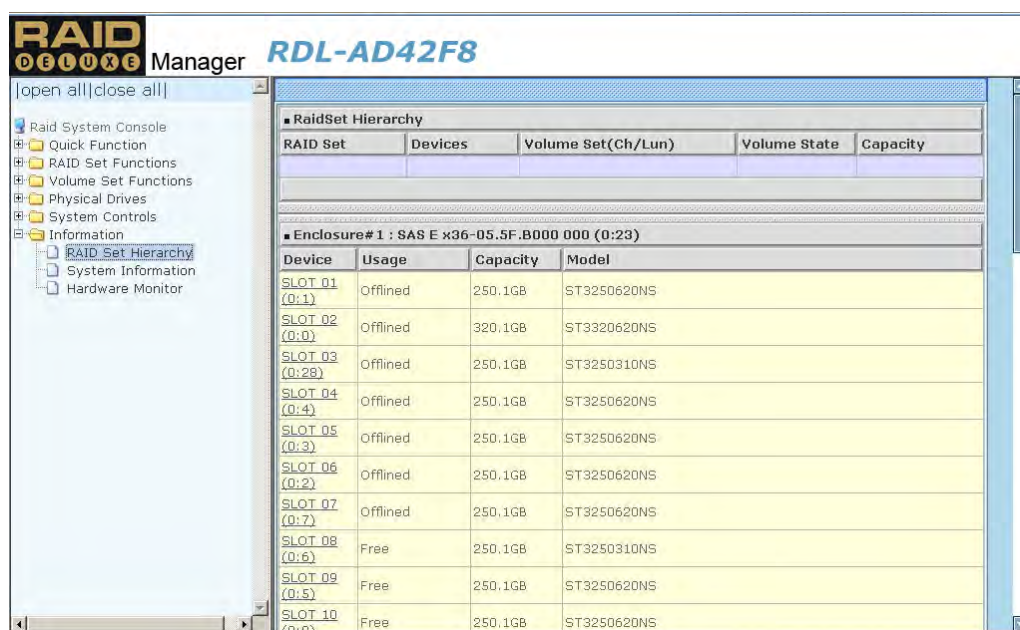 RAID
DELUXE Manager RDL-AD42F8
|open all|close all|
Raid System Console
Quick Function
RAID Set Functions
Volume Set Functions
Physical Drives
System Controls
Information
RAID Set Hierarchy
System Information
Hardware Monitor
RaidSet Hierarchy
RAID Set Devices Volume Set(Ch/Lun) Volume State Capacity
Enclosure#1 : SAS E x36-05.5F.B000 000 (0:23)
Device Usage Capacity Model
SLOT 01 (0:1) Offlined 250.1GB ST3250620NS
SLOT 02 (0:0) Offlined 320.1GB ST3320620NS
SLOT 03 (0:28) Offlined 250.1GB ST3250310NS
SLOT 04 (0:4) Offlined 250.1GB ST3250620NS
SLOT 05 (0:3) Offlined 250.1GB ST3250620NS
SLOT 06 (0:2) Offlined 250.1GB ST3250620NS
SLOT 07 (0:7) Offlined 250.1GB ST3250620NS
SLOT 08 (0:6) Free 250.1GB ST3250310NS
SLOT 09 (0:5) Free 250.1GB ST3250620NS
SLOT 10 Free 250.1GB ST3250620NS